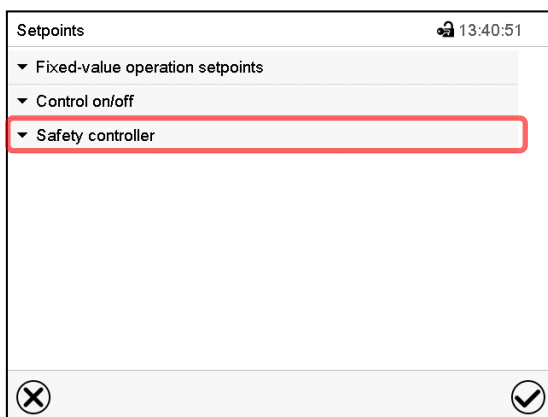 Setpoints 13:40:51
Fixed-value operation setpoints
Control on/off
Safety controller